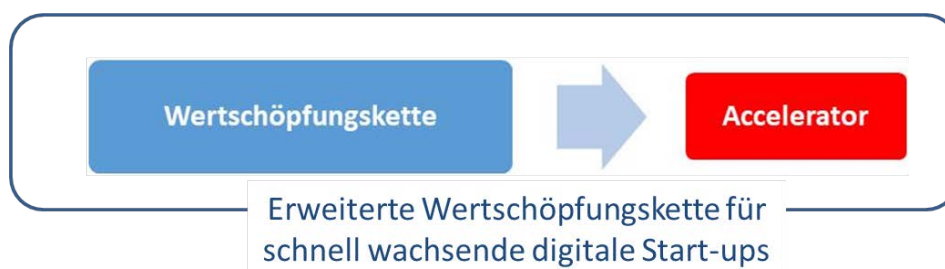 Wertschöpfungskette
Accelerator
Erweiterte Wertschöpfungskette für
schnell wachsende digitale Start-ups